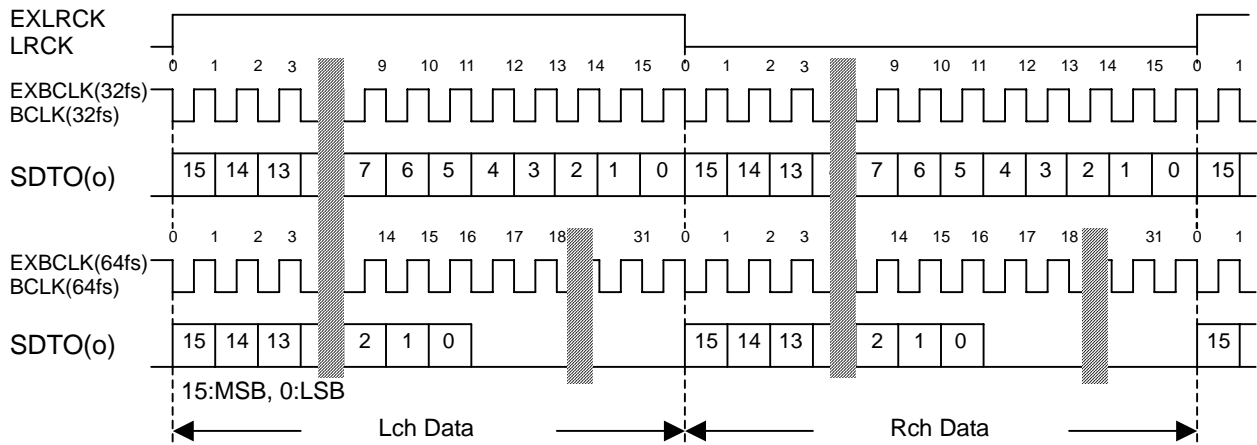 EXLRCK
LRCK
0 1 2 3 9 10 11 12 13 14 15 0 1 2 3 9 10 11 12 13 14 15 0 1
EXBCLK(32fs)
BCLK(32fs)
SDTO(o) 15 14 13 7 6 5 4 3 2 1 0 15 14 13 7 6 5 4 3 2 1 0 15
0 1 2 3 14 15 16 17 18 31 0 1 2 3 14 15 16 17 18 31 0 1
EXBCLK(64fs)
BCLK(64fs)
SDTO(o) 15 14 13 2 1 0 15 14 13 2 1 0 15
15:MSB, 0:LSB
Lch Data Rch Data